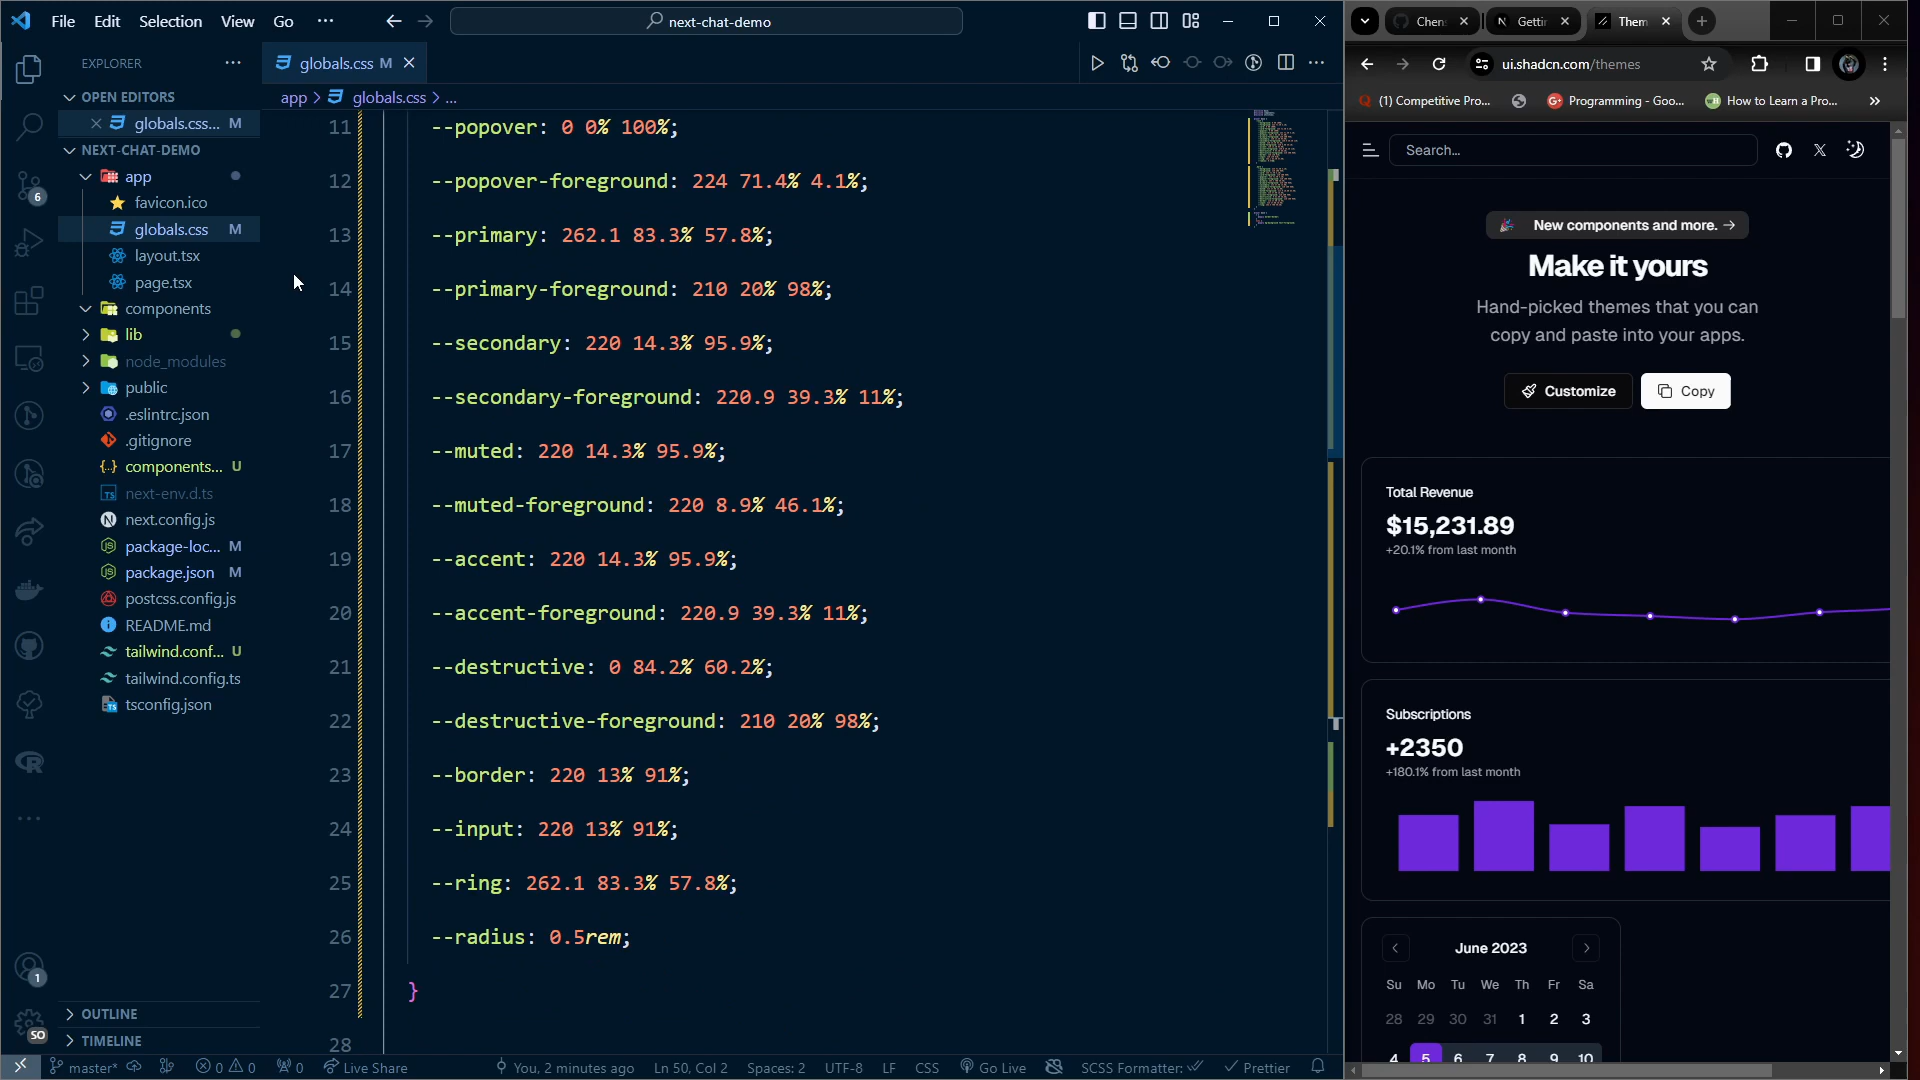 File Edit Selection View Go ... next-chat-demo
EXPLORER ...
OPEN EDITORS
globals.css... M
NEXT-CHAT-DEMO
app
favicon.ico
globals.css M
layout.tsx
page.tsx
components
lib
node_modules
public
.eslintrc.json
.gitignore
components... U
next-env.d.ts
next.config.js
package-loc... M
package.json M
postcss.config.js
README.md
tailwind.conf... U
tailwind.config.ts
tsconfig.json
OUTLINE
TIMELINE
6
1
SO
globals.css M
app > globals.css > ...
11 --popover: 0 0% 100%;
12 --popover-foreground: 224 71.4% 4.1%;
13 --primary: 262.1 83.3% 57.8%;
14 --primary-foreground: 210 20% 98%;
15 --secondary: 220 14.3% 95.9%;
16 --secondary-foreground: 220.9 39.3% 11%;
17 --muted: 220 14.3% 95.9%;
18 --muted-foreground: 220 8.9% 46.1%;
19 --accent: 220 14.3% 95.9%;
20 --accent-foreground: 220.9 39.3% 11%;
21 --destructive: 0 84.2% 60.2%;
22 --destructive-foreground: 210 20% 98%;
23 --border: 220 13% 91%;
24 --input: 220 13% 91%;
25 --ring: 262.1 83.3% 57.8%;
26 --radius: 0.5rem;
27 }
28
master* 0 0 0 Live Share You, 2 minutes ago Ln 50, Col 2 Spaces: 2 UTF-8 LF CSS Go Live SCSS Formatter: Prettier
Chen Gettin Them
ui.shadcn.com/themes
(1) Competitive Pro... Programming - Goo... How to Learn a Pro... »
Search...
New components and more. →
Make it yours
Hand-picked themes that you can
copy and paste into your apps.
Customize Copy
Total Revenue
$15,231.89
+20.1% from last month
Subscriptions
+2350
+180.1% from last month
June 2023
Su Mo Tu We Th Fr Sa
28 29 30 31 1 2 3
4 5 6 7 8 9 10